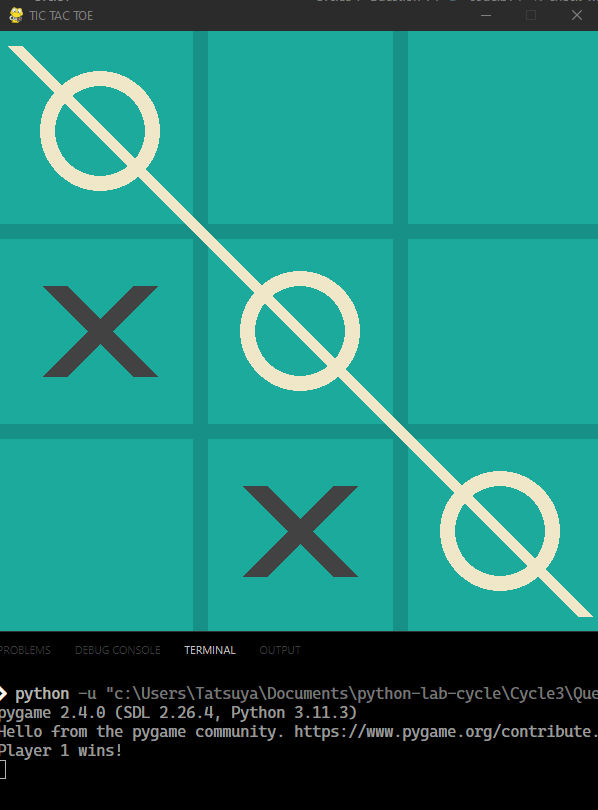 TIC TAC TOE
PROBLEMS DEBUG CONSOLE TERMINAL OUTPUT
python -u "c:\Users\Tatsuya\Documents\python-lab-cycle\Cycle3\Que
pygame 2.4.0 (SDL 2.26.4, Python 3.11.3)
Hello from the pygame community. https://www.pygame.org/contribute.
Player 1 wins!